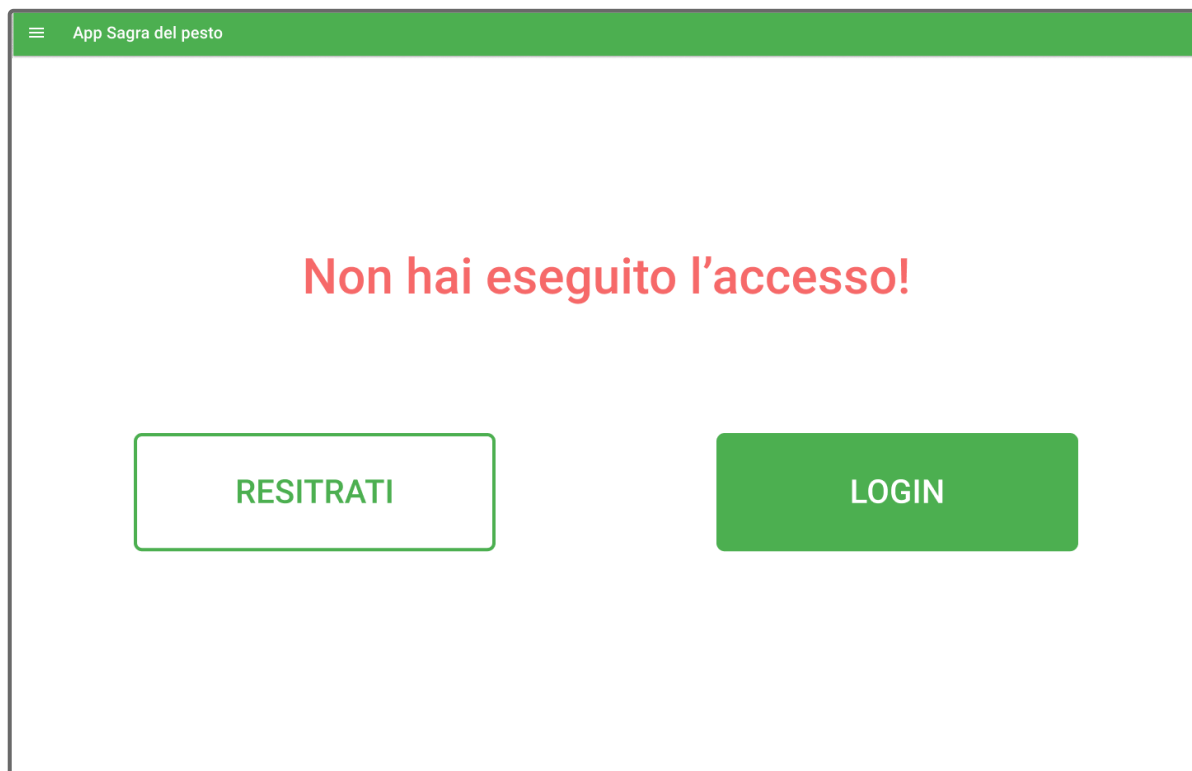 App Sagra del pesto
Non hai eseguito l’accesso!
RESITRATI
LOGIN